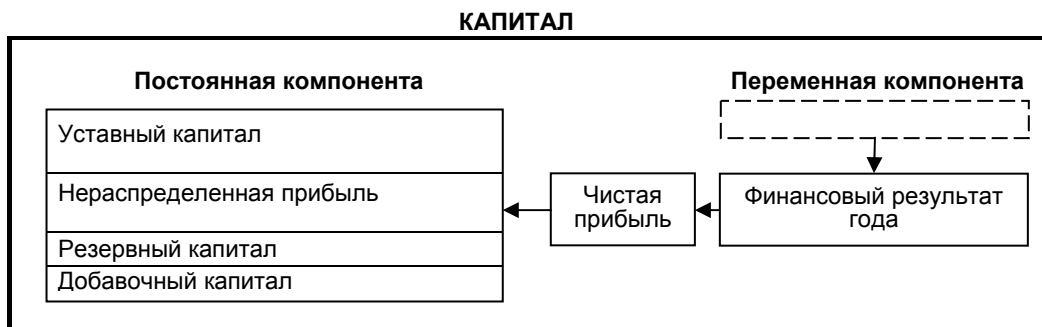 КАПИТАЛ
Постоянная компонента
Переменная компонента
Уставный капитал
Нераспределенная прибыль
Чистая
прибыль
Финансовый результат
года
Резервный капитал
Добавочный капитал